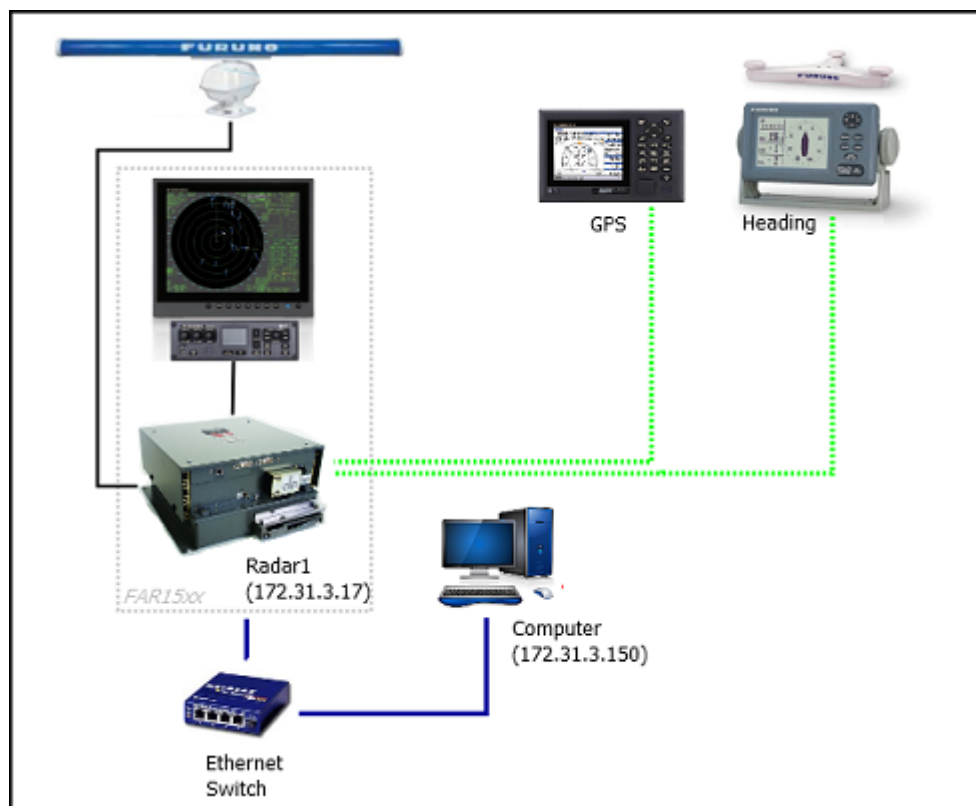 FURUNO
GPS
Heading
Radar1
(172.31.3.17)
FAR15xx
Computer
(172.31.3.150)
Ethernet
Switch